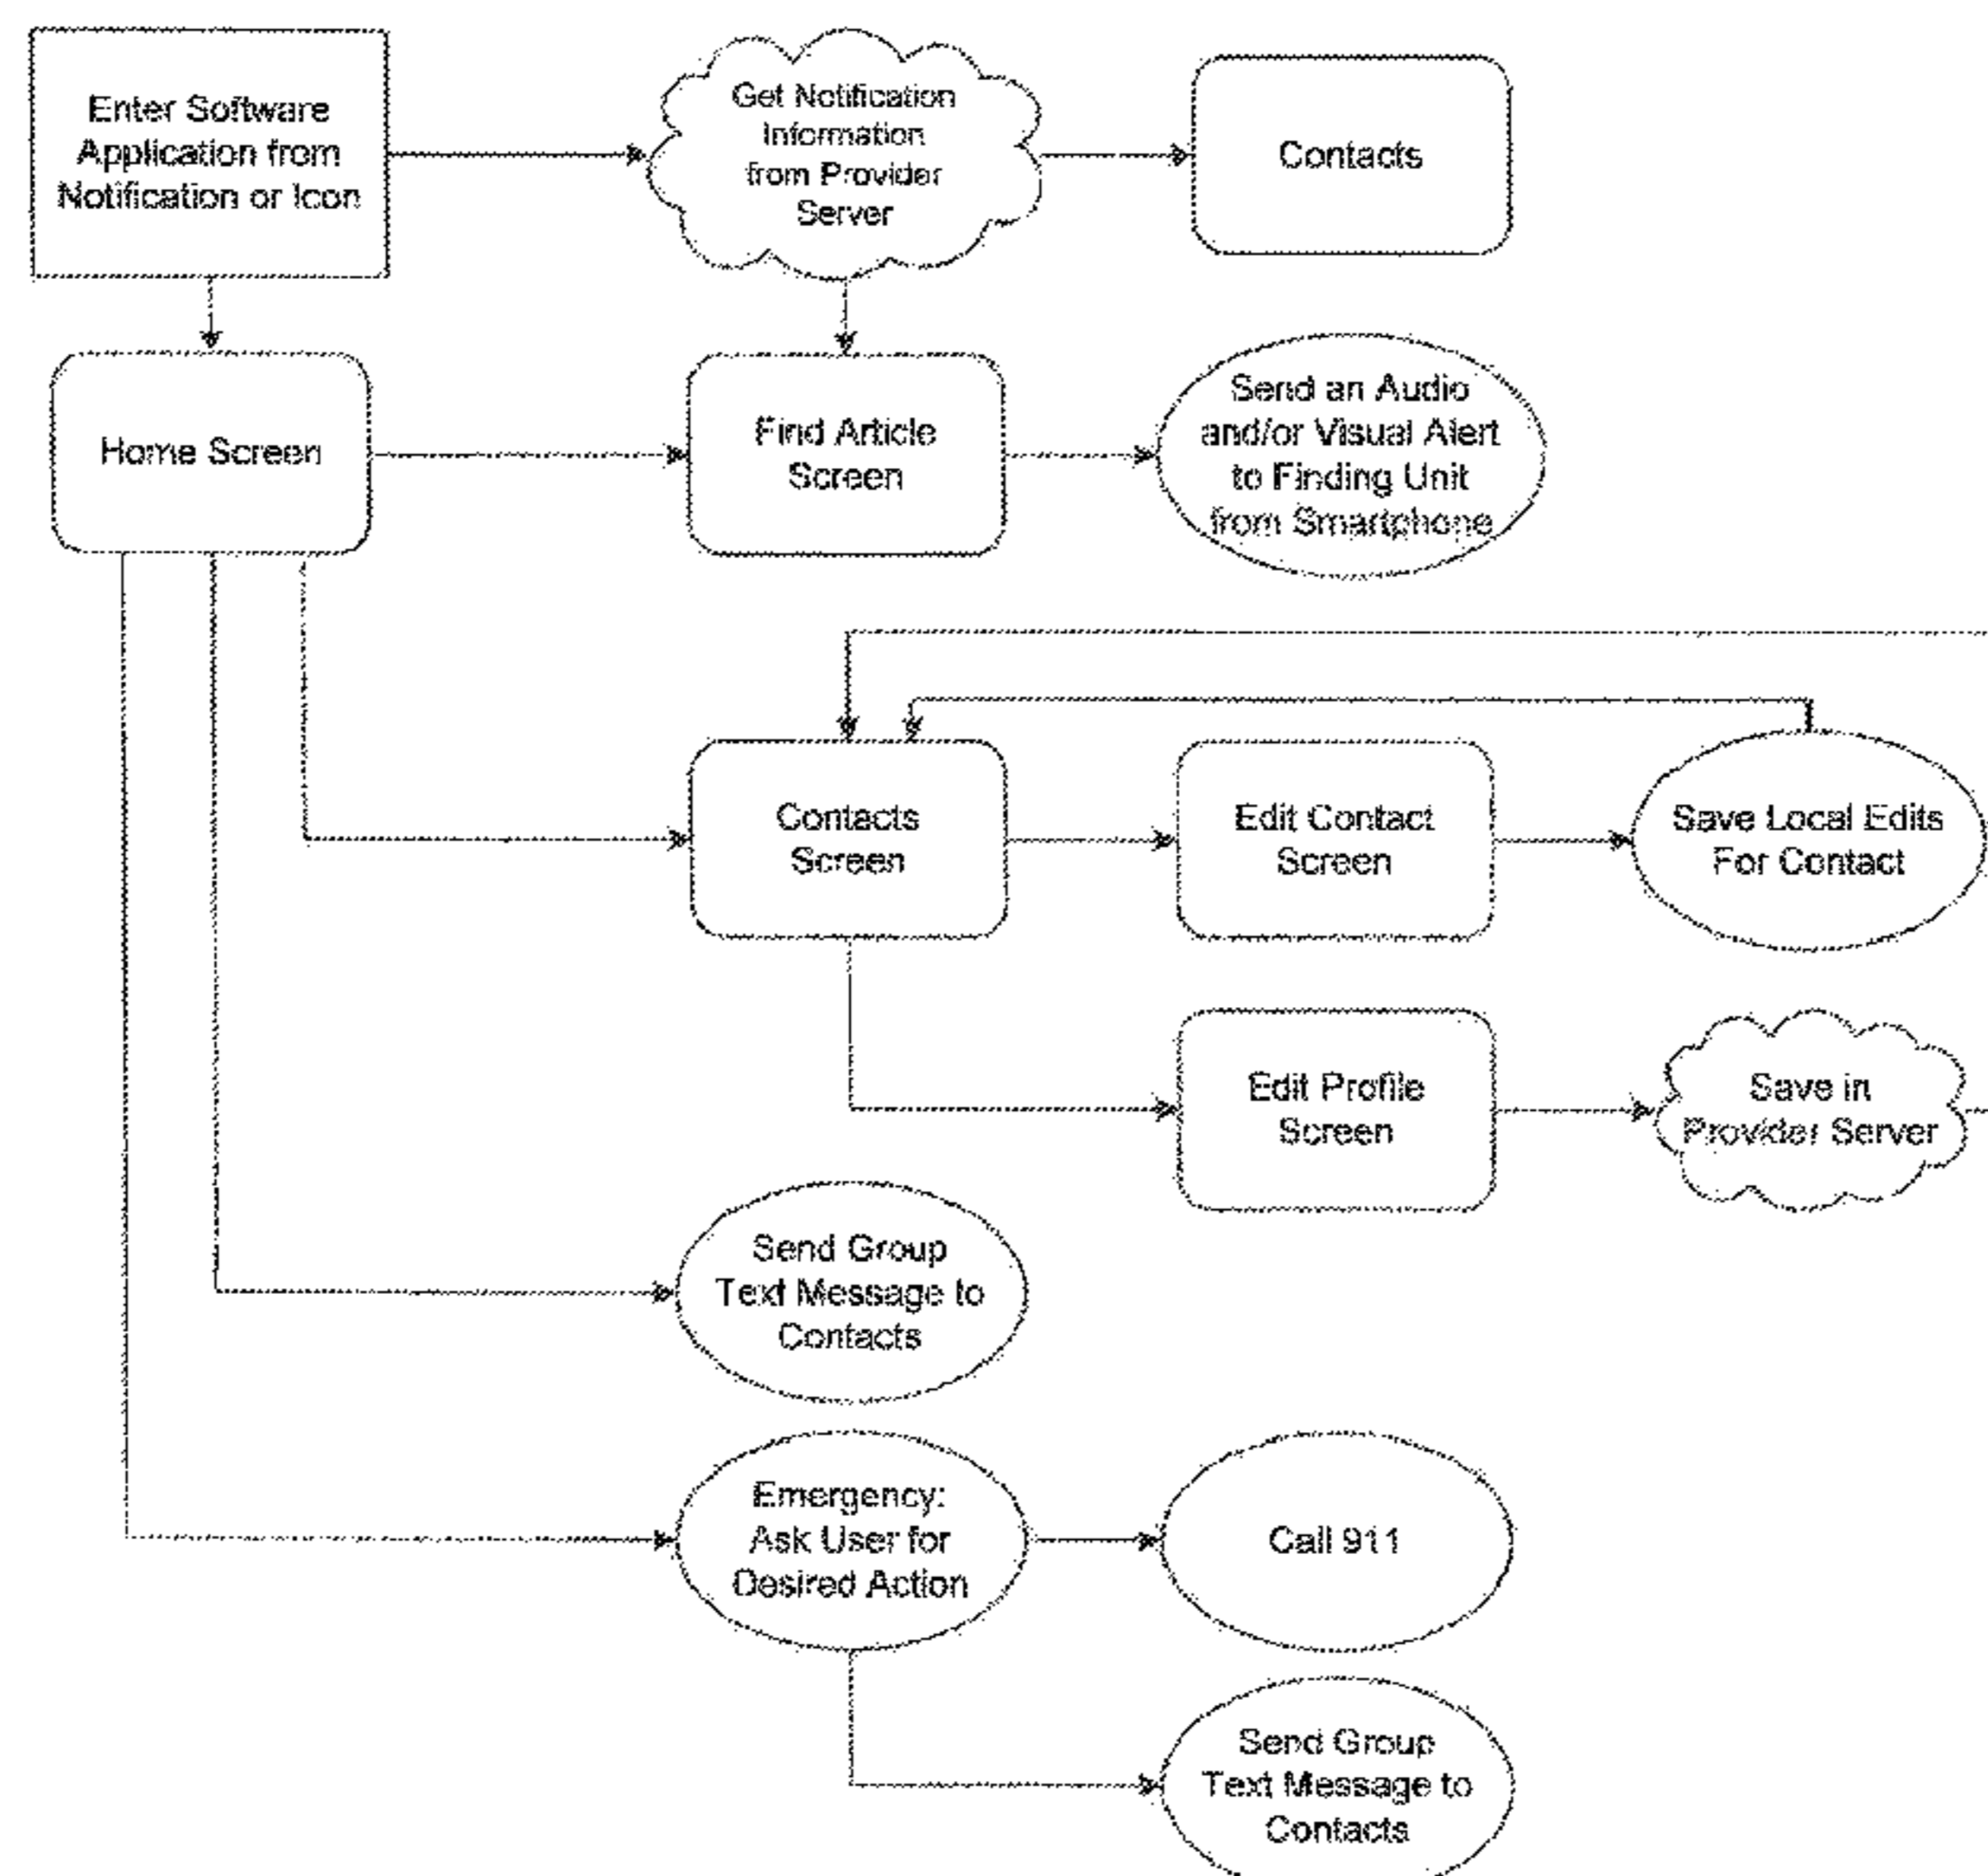 Enter Software
Application from
Notification or Icon
Get Notification
Information
from Provider
Server
Contacts
Home Screen
Find Article
Screen
Send an Audio
and/or Visual Alert
to Finding Unit
from Smartphone
Contacts
Screen
Edit Contact
Screen
Save Local Edits
For Contact
Edit Profile
Screen
Save in
Provider Server
Send Group
Text Message to
Contacts
Emergency:
Ask User for
Desired Action
Call 911
Send Group
Text Message to
Contacts